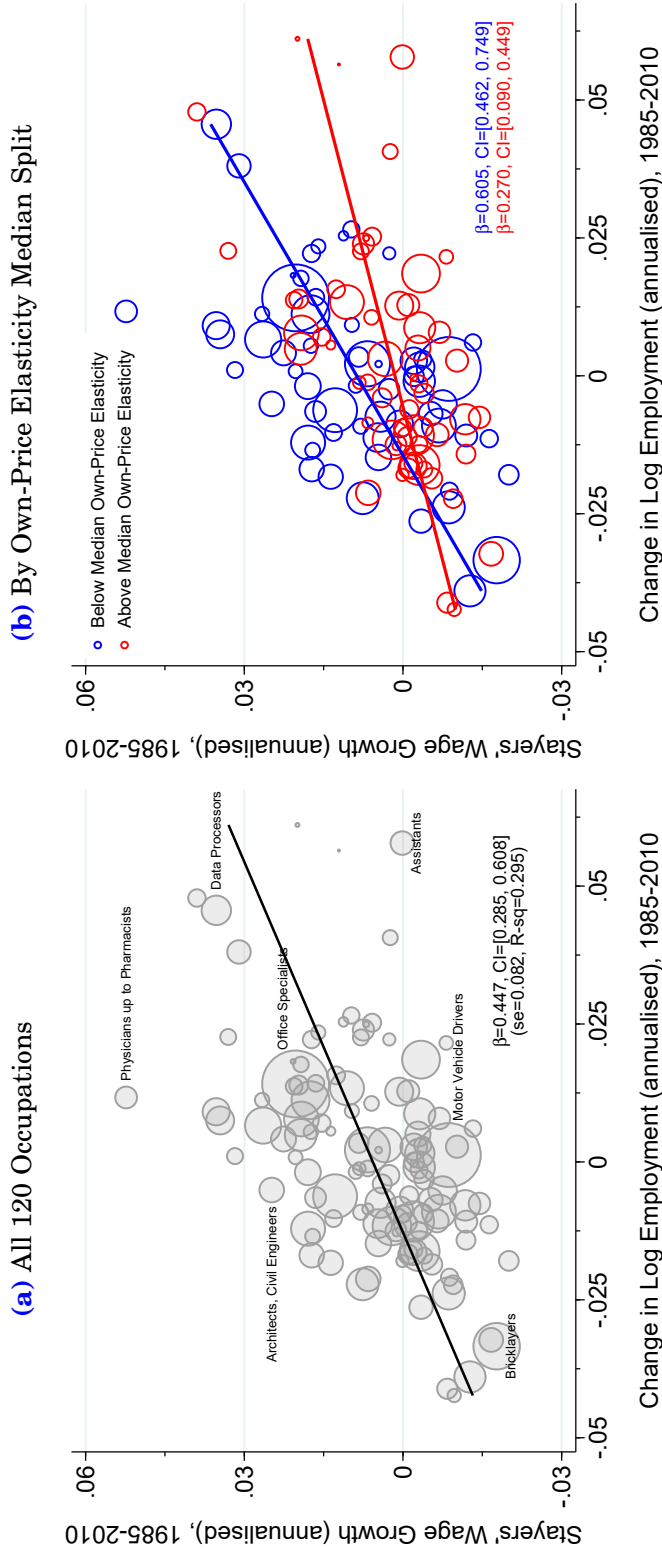 (a) All 120 Occupations
Stayers' Wage Growth (annualised), 1985-2010
.06
.03
0
-.03
Physicians up to Pharmacists
Data Processors
Office Specialists
Architects, Civil Engineers
Assistants
Motor Vehicle Drivers
Bricklayers
β=0.447, CI=[0.285, 0.608]
(se=0.082, R-sq=0.295)
-.05
-.025
0
.025
.05
Change in Log Employment (annualised), 1985-2010
(b) By Own-Price Elasticity Median Split
Stayers' Wage Growth (annualised), 1985-2010
.06
.03
0
-.03
Below Median Own-Price Elasticity
Above Median Own-Price Elasticity
β=0.605, CI=[0.462, 0.749]
β=0.270, CI=[0.090, 0.449]
-.05
-.025
0
.025
.05
Change in Log Employment (annualised), 1985-2010